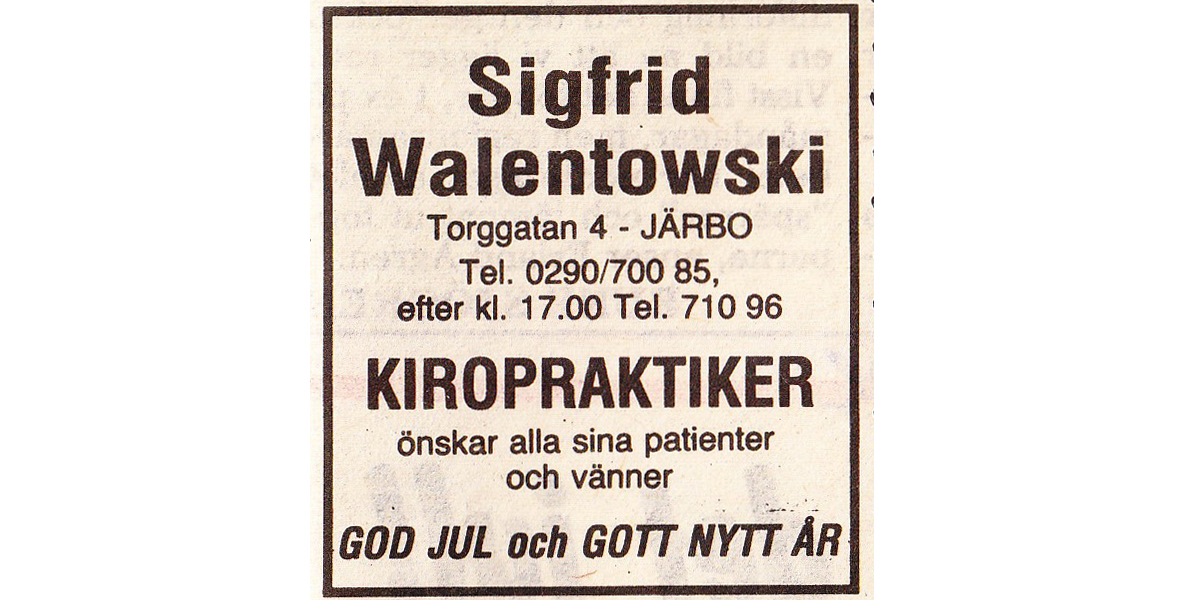 Sigfrid
Walentowski
Torggatan 4 - JÄRBO
Tel. 0290/700 85,
efter kl. 17.00 Tel. 710 96
KIROPRAKTIKER
önskar alla sina patienter
och vänner
GOD JUL och GOTT NYTT ÅR